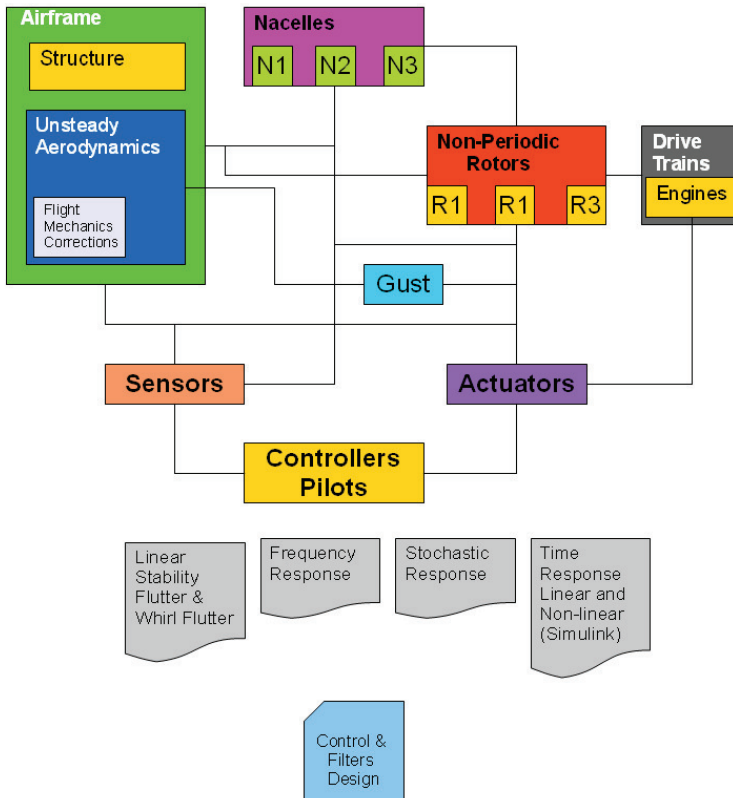 Airframe
Structure
Unsteady
Aerodynamics
Flight
Mechanics
Corrections
Nacelles
N1 N2 N3
Non-Periodic
Rotors
R1 R1 R3
Drive
Trains
Engines
Gust
Sensors
Actuators
Controllers
Pilots
Linear
Stability
Flutter &
Whirl Flutter
Frequency
Response
Stochastic
Response
Time
Response
Linear and
Non-linear
(Simulink)
Control &
Filters
Design